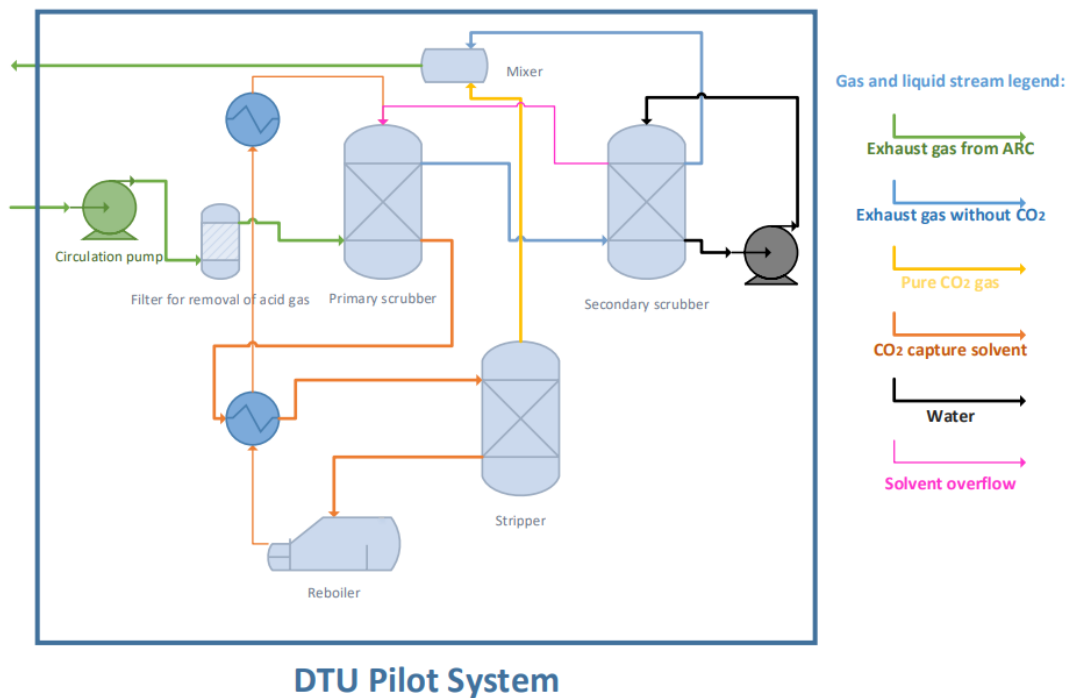 Mixer
Circulation pump
Filter for removal of acid gas
Primary scrubber
Secondary scrubber
Stripper
Reboiler
Gas and liquid stream legend:
Exhaust gas from ARC
Exhaust gas without CO₂
Pure CO₂ gas
CO₂ capture solvent
Water
Solvent overflow
DTU Pilot System